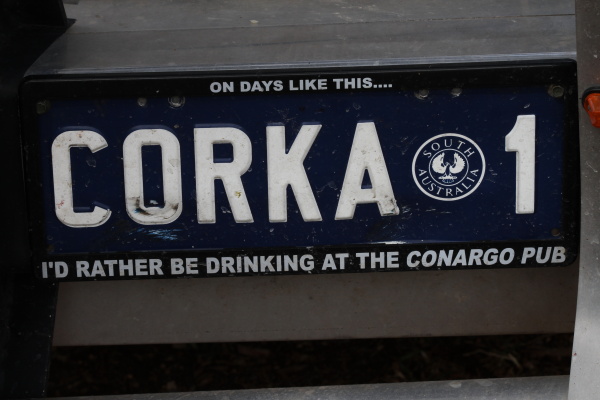 ON DAYS LIKE THIS....
CORKA SOUTH AUSTRALIA 1
I'D RATHER BE DRINKING AT THE CONARGO PUB